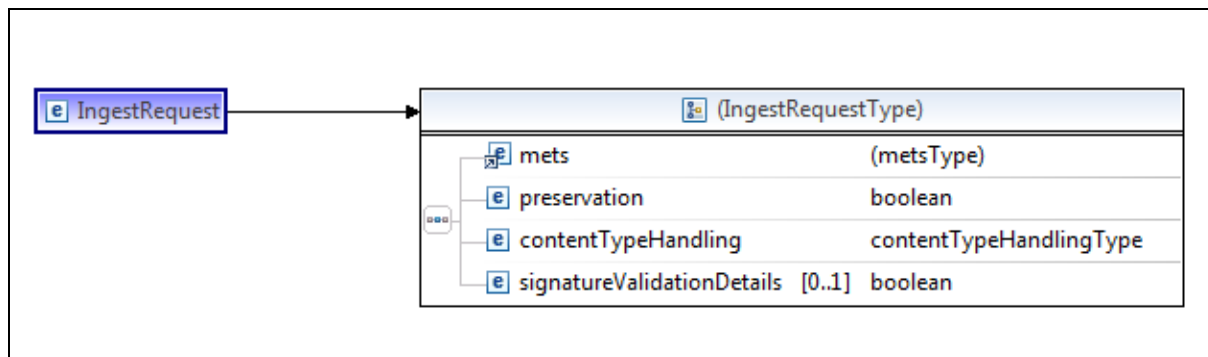 e IngestRequest
(IngestRequestType)
e mets (metsType)
e preservation boolean
e contentTypeHandling contentTypeHandlingType
e signatureValidationDetails [0..1] boolean